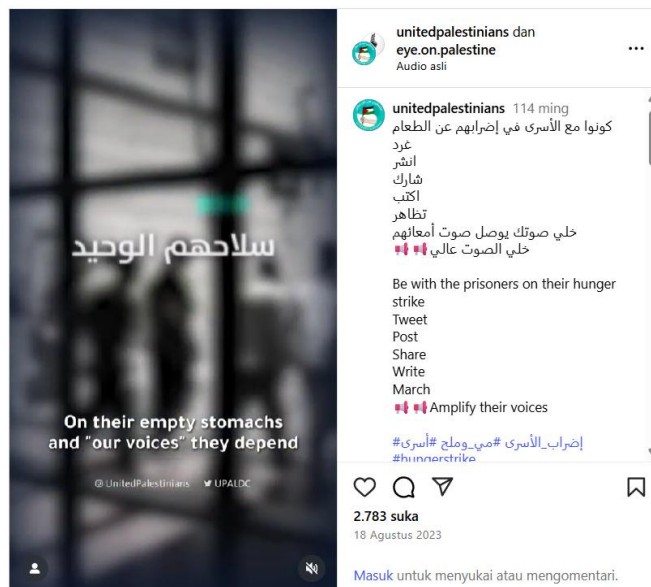 سلاحهم الوحيد
On their empty stomachs
and "our voices" they depend
@UnitedPalestinians UPALDC
unitedpalestinians dan
eye.on.palestine
Audio asli
unitedpalestinians 114 ming
كونوا مع الأسرى في إضرابهم عن الطعام
غرد
انشر
شارك
اكتب
تظاهر
خلي صوتك يوصل صوت أمعائهم
خلي الصوت عالي
Be with the prisoners on their hunger
strike
Tweet
Post
Share
Write
March
Amplify their voices
#إضراب_الأسرى #مي_وملح #أسرى
#hungerstrike
2.783 suka
18 Agustus 2023
Masuk untuk menyukai atau mengomentari.